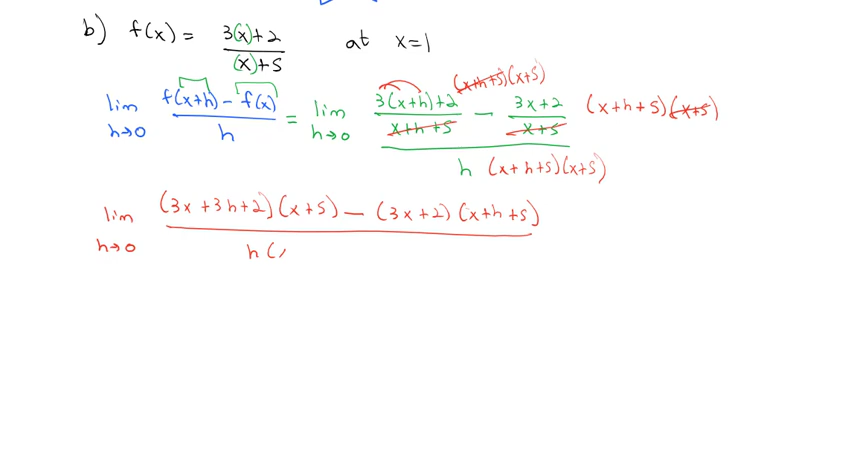 b) f(x) = 3(x)+2 / (x)+5 at x=1
lim h→0 f(x+h) - f(x) / h = lim h→0 3(x+h)+2 / x+h+5 (x+h+5)(x+5) - 3x+2 / x+5 (x+h+5)(x+5) / h (x+h+5)(x+5)
lim h→0 (3x+3h+2)(x+5) - (3x+2)(x+h+5) / h (